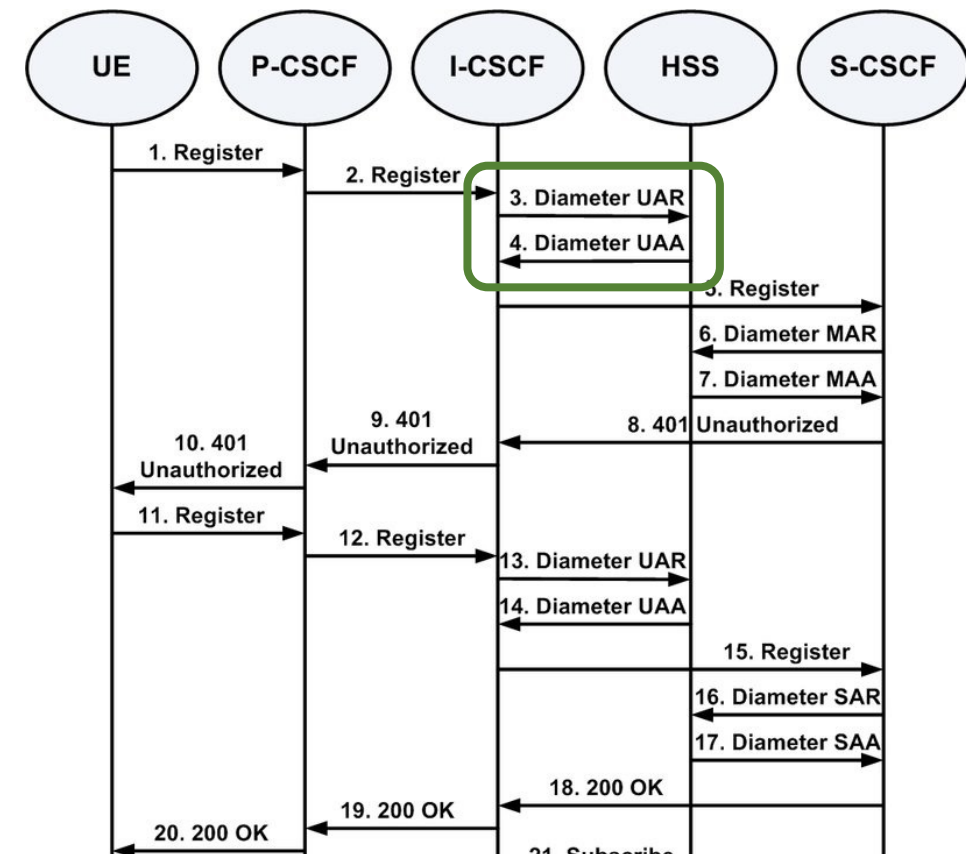 UE
P-CSCF
I-CSCF
HSS
S-CSCF
1. Register
2. Register
3. Diameter UAR
4. Diameter UAA
5. Register
6. Diameter MAR
7. Diameter MAA
8. 401 Unauthorized
9. 401
Unauthorized
10. 401
Unauthorized
11. Register
12. Register
13. Diameter UAR
14. Diameter UAA
15. Register
16. Diameter SAR
17. Diameter SAA
18. 200 OK
19. 200 OK
20. 200 OK
21. Subscribe